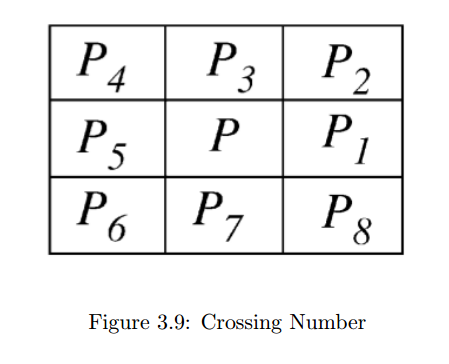 P4 P3 P2
P5 P P1
P6 P7 P8
Figure 3.9: Crossing Number